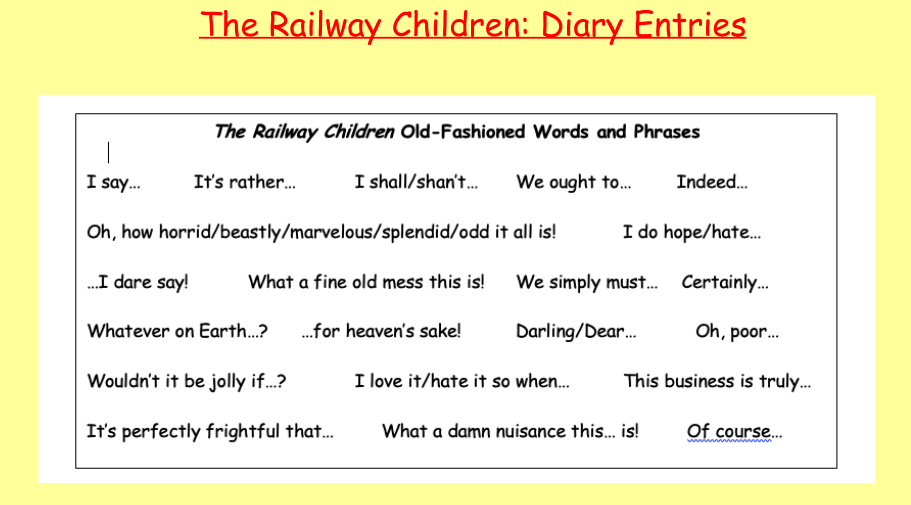 The Railway Children: Diary Entries
The Railway Children Old-Fashioned Words and Phrases
I say... It's rather... I shall/shan't... We ought to... Indeed...
Oh, how horrid/beastly/marvelous/splendid/odd it all is! I do hope/hate...
...I dare say! What a fine old mess this is! We simply must... Certainly...
Whatever on Earth...? ...for heaven's sake! Darling/Dear... Oh, poor...
Wouldn't it be jolly if...? I love it/hate it so when... This business is truly...
It's perfectly frightful that... What a damn nuisance this... is! Of course...